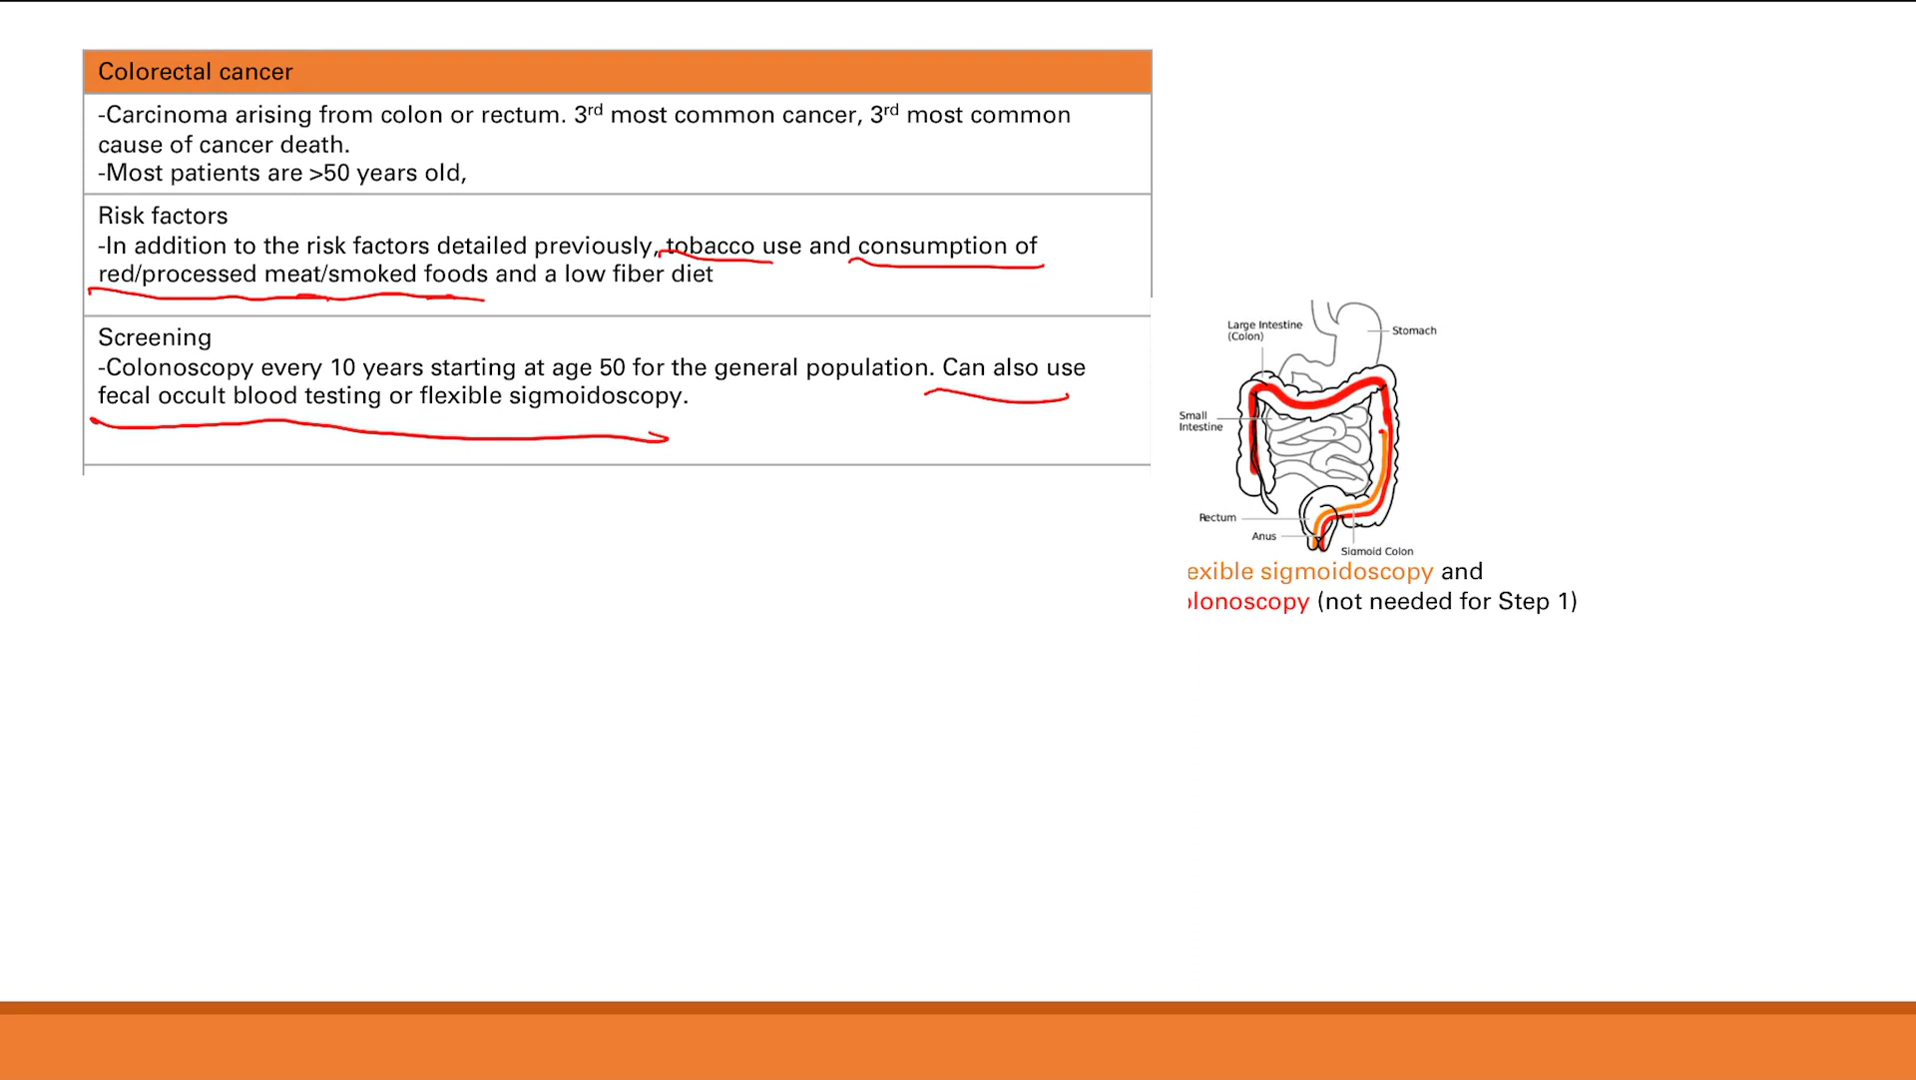 Colorectal cancer
-Carcinoma arising from colon or rectum. 3rd most common cancer, 3rd most common
cause of cancer death.
-Most patients are >50 years old,
Risk factors
-In addition to the risk factors detailed previously, tobacco use and consumption of
red/processed meat/smoked foods and a low fiber diet
Screening
-Colonoscopy every 10 years starting at age 50 for the general population. Can also use
fecal occult blood testing or flexible sigmoidoscopy.
Large Intestine
(Colon)
Stomach
Small
Intestine
Rectum
Anus
Sigmoid Colon
exible sigmoidoscopy and
olonoscopy (not needed for Step 1)